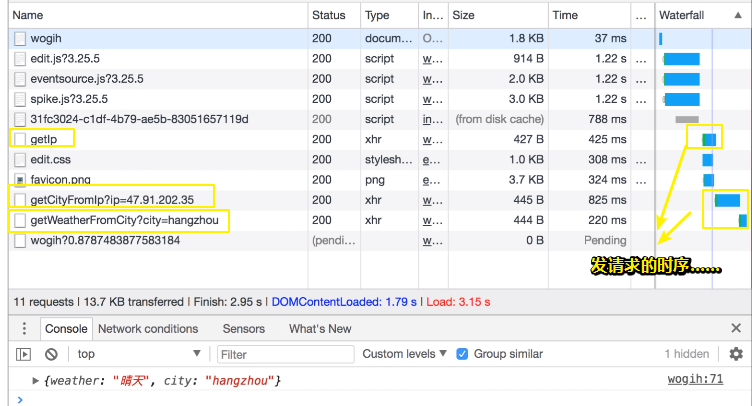 Name Status Type In... Size Time ... Waterfall
wogih 200 docum... O... 1.8 KB 37 ms
edit.js?3.25.5 200 script w... 914 B 1.22 s ...
eventsource.js?3.25.5 200 script w... 2.0 KB 1.22 s ...
spike.js?3.25.5 200 script w... 3.0 KB 1.22 s ...
31fc3024-c1df-4b79-ae5b-83051657119d 200 script in... (from disk cache) 788 ms
getIp 200 xhr w... 427 B 425 ms ...
edit.css 200 stylesh... e... 1.0 KB 308 ms ...
favicon.png 200 png e... 3.7 KB 324 ms ...
getCityFromIp?ip=47.91.202.35 200 xhr w... 445 B 825 ms ...
getWeatherFromCity?city=hangzhou 200 xhr w... 444 B 220 ms ...
wogih?0.8787483877583184 (pendi... w... 0 B Pending
发请求的时序......
11 requests | 13.7 KB transferred | Finish: 2.95 s | DOMContentLoaded: 1.79 s | Load: 3.15 s
Console Network conditions Sensors What's New
top Filter Custom levels Group similar 1 hidden
{weather: "晴天", city: "hangzhou"} wogih:71